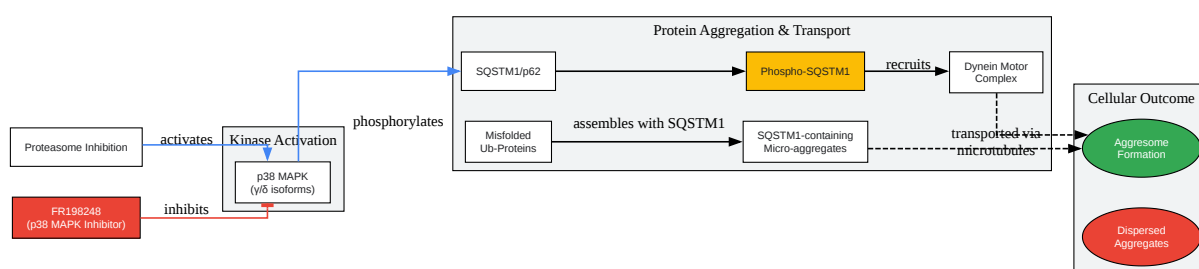 Protein Aggregation & Transport
SQSTM1/p62
Phospho-SQSTM1
recruits
Dynein Motor
Complex
Cellular Outcome
phosphorylates
assembles with SQSTM1
Misfolded
Ub-Proteins
SQSTM1-containing
Micro-aggregates
transported via
microtubules
Aggresome
Formation
Proteasome Inhibition
activates
Kinase Activation
p38 MAPK
(γ/δ isoforms)
FR198248
(p38 MAPK Inhibitor)
inhibits
Dispersed
Aggregates